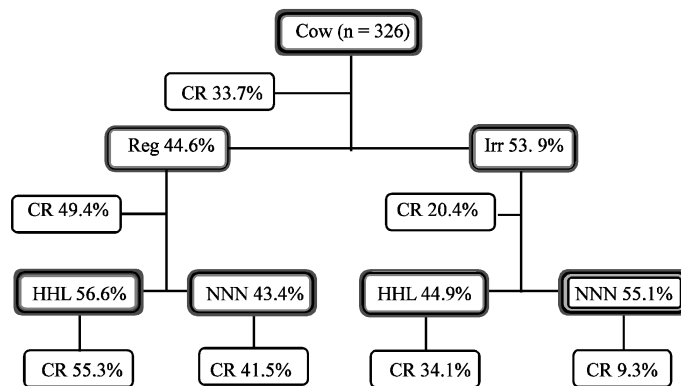 Cow (n = 326)
CR 33.7%
Reg 44.6%
Irr 53. 9%
CR 49.4%
CR 20.4%
HHL 56.6%
NNN 43.4%
HHL 44.9%
NNN 55.1%
CR 55.3%
CR 41.5%
CR 34.1%
CR 9.3%